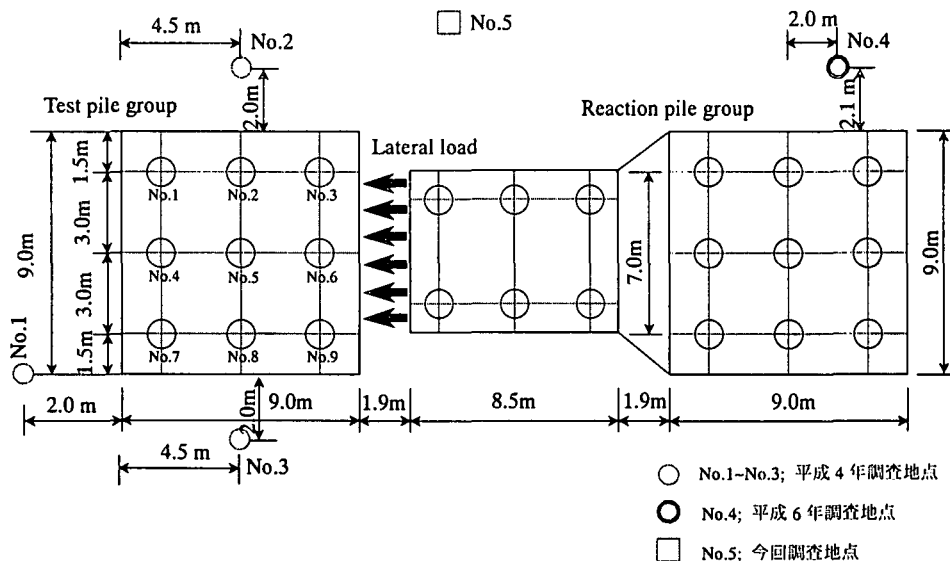 4.5 m
No.2
No.5
2.0 m
No.4
2.0m
2.1 m
Test pile group
Reaction pile group
Lateral load
1.5m
3.0m
3.0m
1.5m
9.0m
No.1
No.2
No.3
No.4
No.5
No.6
No.7
No.8
No.9
7.0m
9.0m
No.1
2.0 m
2.0m
9.0m
1.9m
8.5m
1.9m
9.0m
4.5 m
No.3
No.1~No.3; 平成 4 年調査地点
No.4; 平成 6 年調査地点
No.5; 今回調査地点